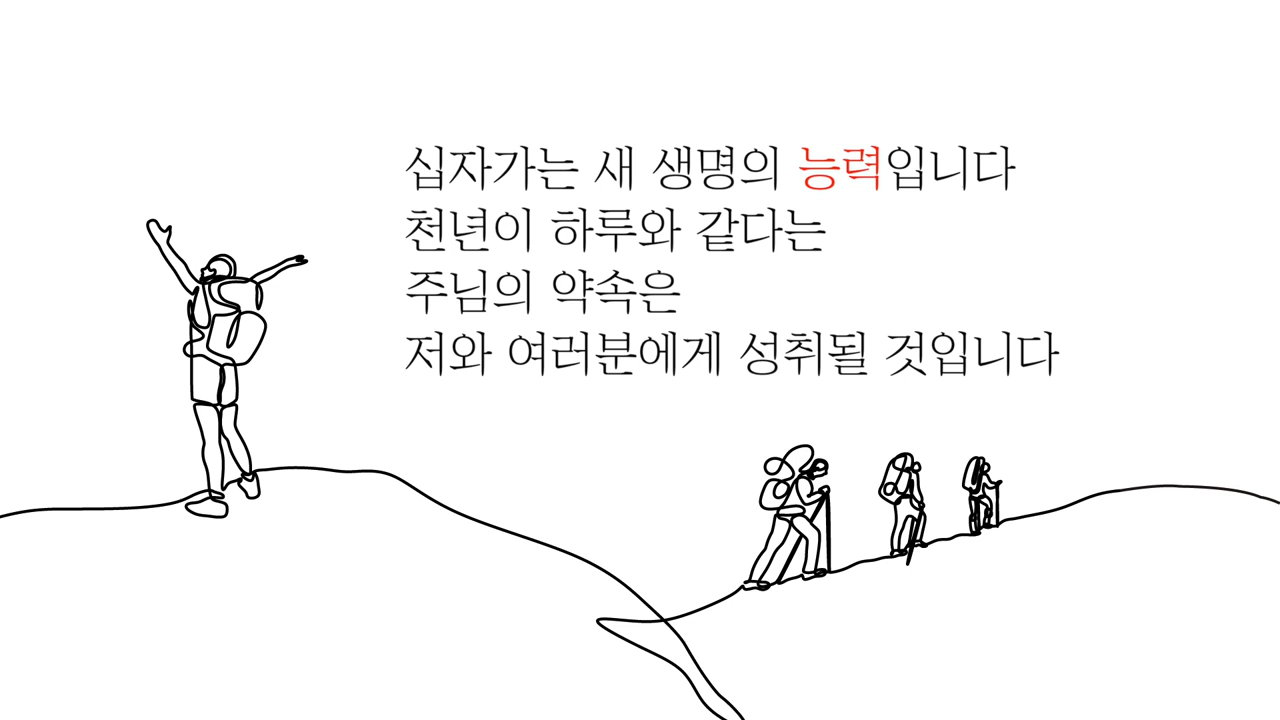 십자가는 새 생명의 능력입니다
천년이 하루와 같다는
주님의 약속은
저와 여러분에게 성취될 것입니다